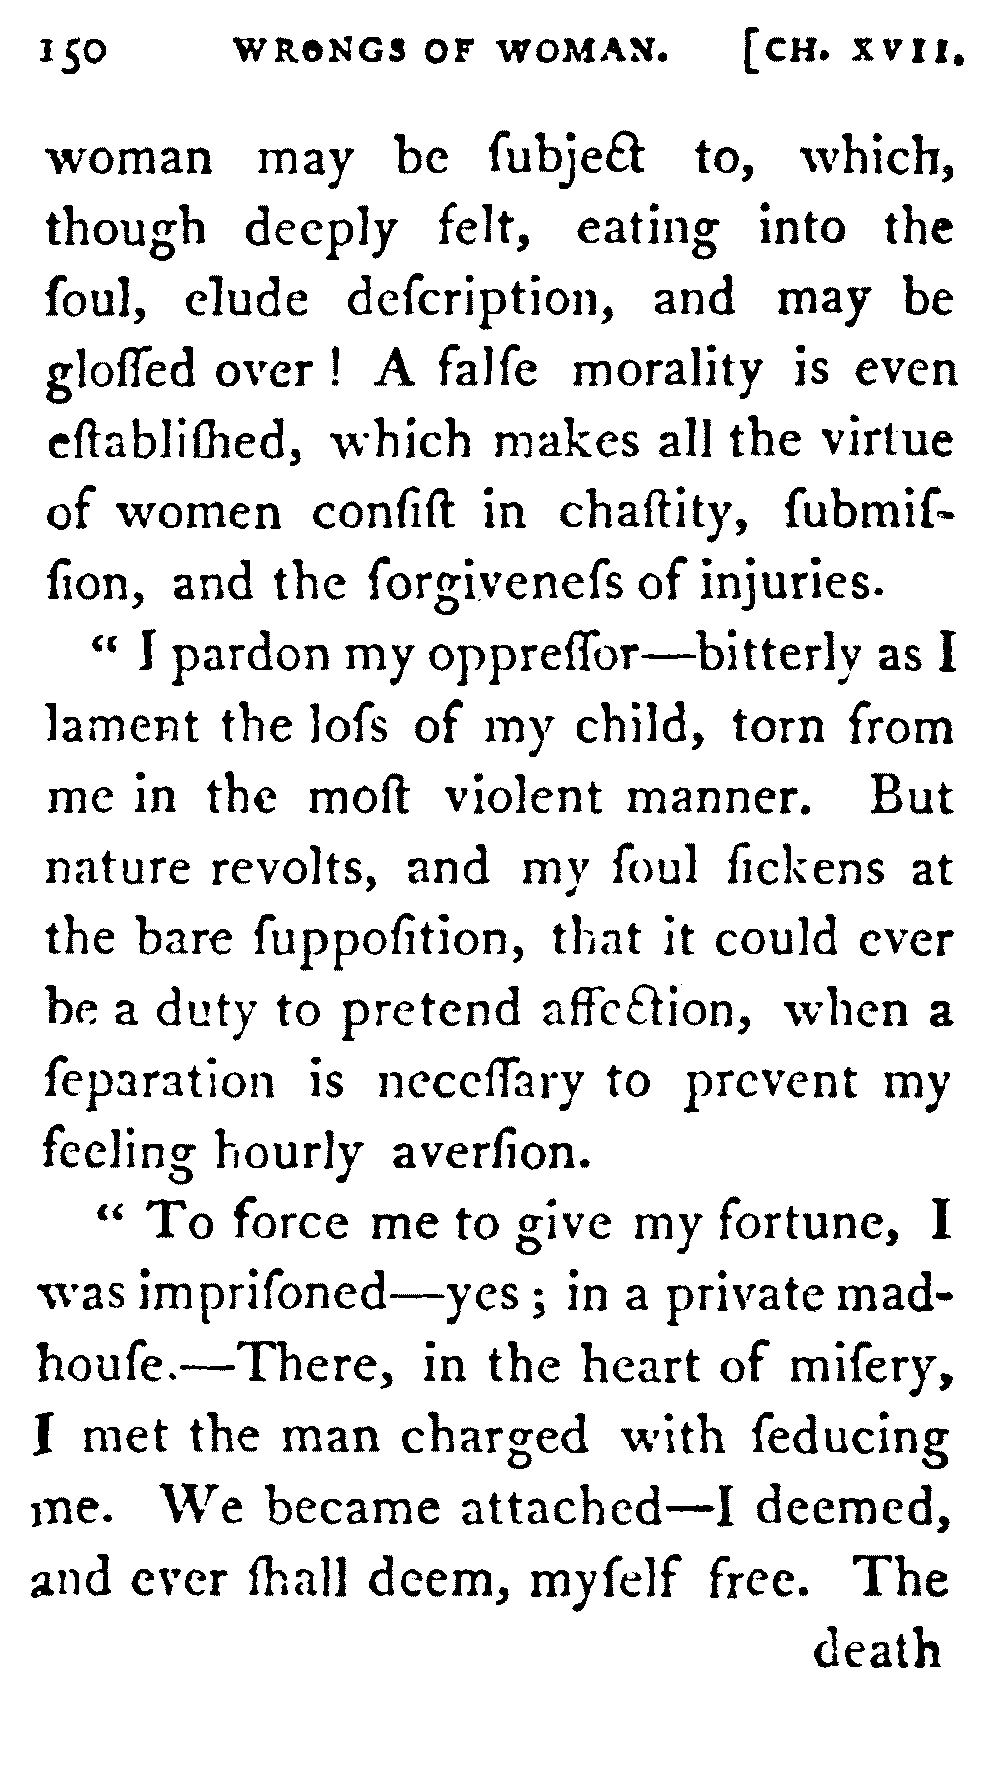 150 WRONGS OF WOMAN. [CH. XVII.
woman may be ſubject to, which,
though deeply felt, eating into the
ſoul, elude deſcription, and may be
gloſſed over! A falſe morality is even
eſtabliſhed, which makes all the virtue
of women conſiſt in chaſtity, ſubmiſ-
ſion, and the forgiveneſs of injuries.
“ I pardon my oppreſſor—bitterly as I
lament the loſs of my child, torn from
me in the moſt violent manner. But
nature revolts, and my ſoul ſickens at
the bare ſuppoſition, that it could ever
be a duty to pretend affection, when a
ſeparation is neceſſary to prevent my
feeling hourly averſion.
“ To force me to give my fortune, I
was impriſoned—yes; in a private mad-
houſe.—There, in the heart of miſery,
I met the man charged with ſeducing
me. We became attached—I deemed,
and ever ſhall deem, myſelf free. The
death